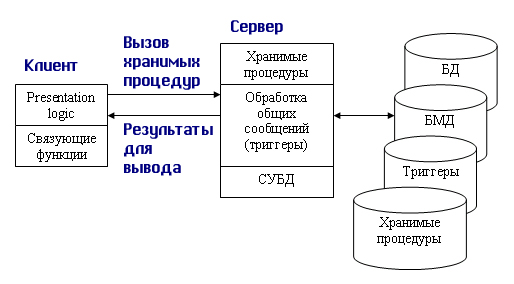 Сервер
Вызов
хранимых
процедур
Клиент
Presentation
logic
Связующие
функции
Результаты
для
вывода
Хранимые
процедуры
Обработка
общих
сообщений
(триггеры)
СУБД
БД
БМД
Триггеры
Хранимые
процедуры